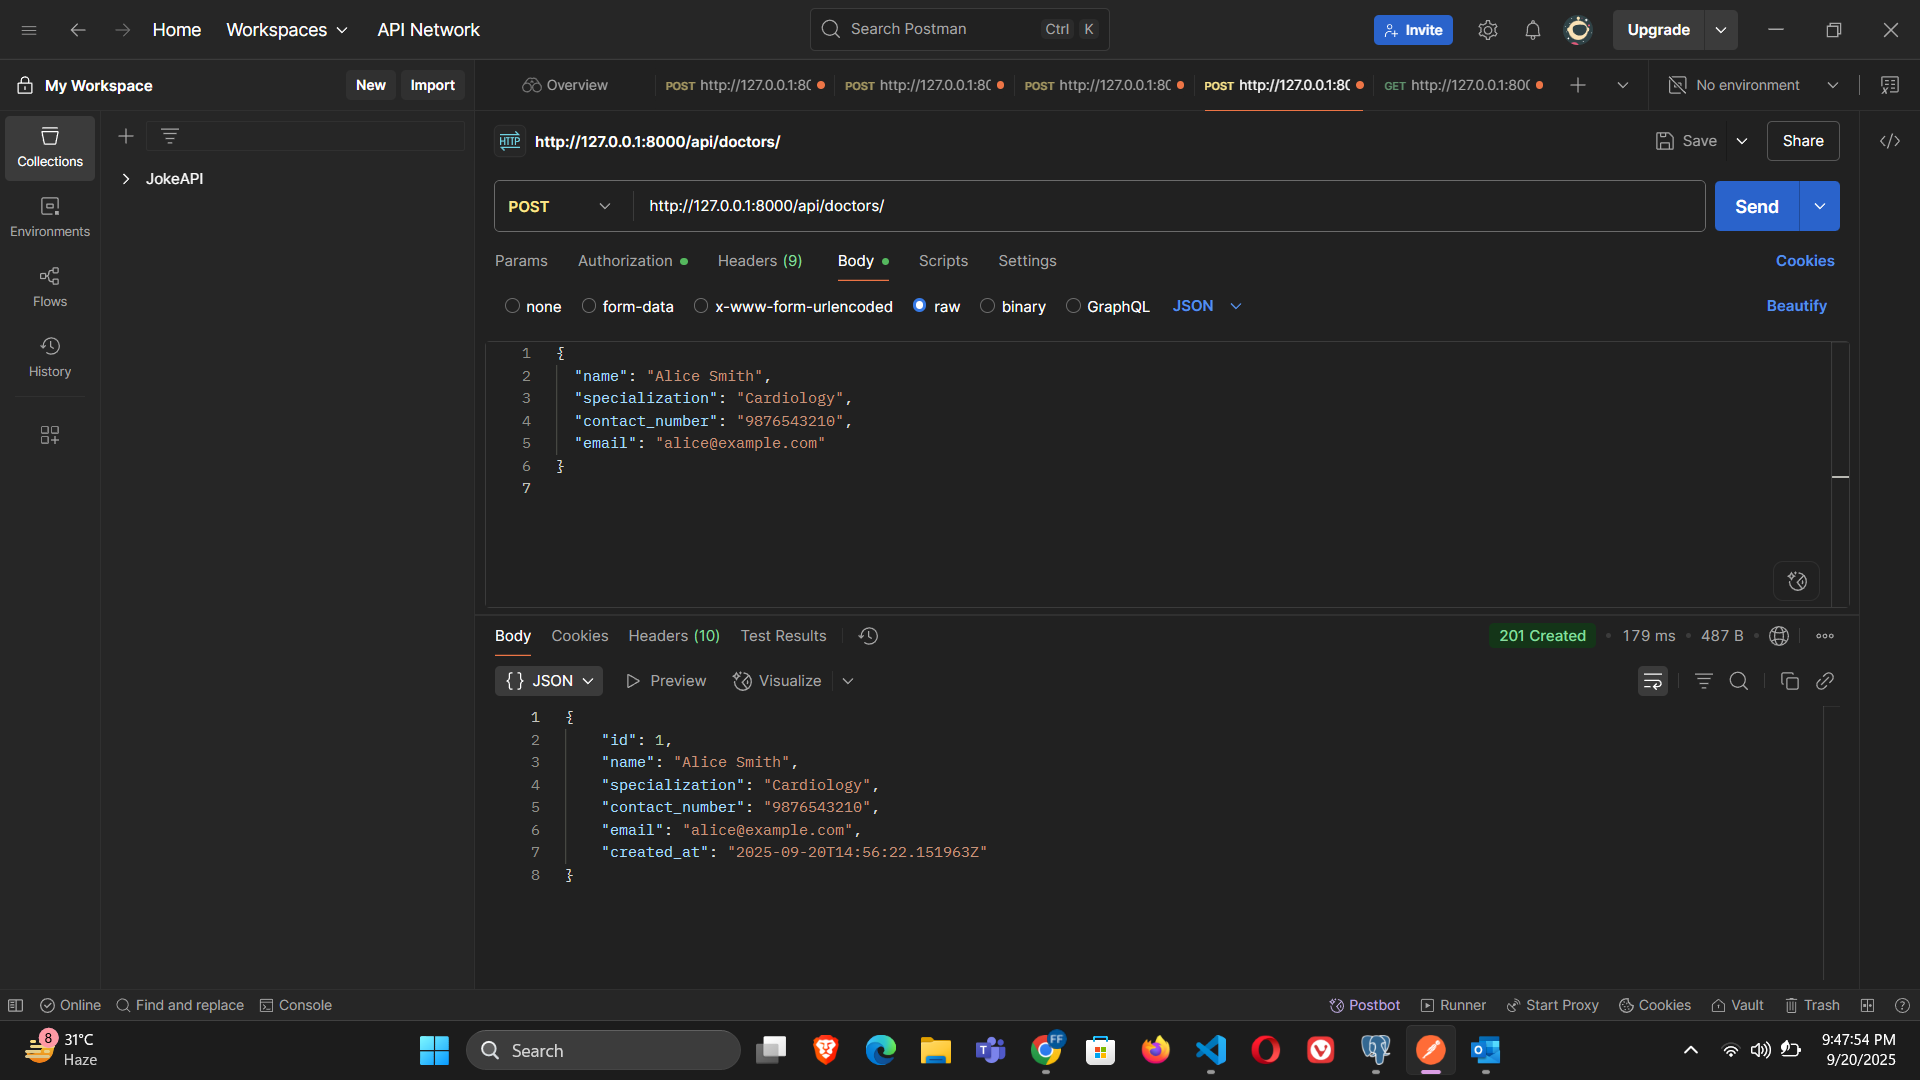 Home Workspaces API Network Search Postman Ctrl K Invite Upgrade
My Workspace New Import Overview POST http://127.0.0.1:8( POST http://127.0.0.1:8( POST http://127.0.0.1:8( POST http://127.0.0.1:80 GET http://127.0.0.1:800 No environment
Collections
Environments
Flows
History
JokeAPI
HTTP http://127.0.0.1:8000/api/doctors/ Save Share
POST http://127.0.0.1:8000/api/doctors/ Send
Params Authorization Headers (9) Body Scripts Settings Cookies
none form-data x-www-form-urlencoded raw binary GraphQL JSON Beautify
1 {
2 "name": "Alice Smith",
3 "specialization": "Cardiology",
4 "contact_number": "9876543210",
5 "email": "alice@example.com"
6 }
7
Body Cookies Headers (10) Test Results 201 Created 179 ms 487 B
{} JSON Preview Visualize
1 {
2 "id": 1,
3 "name": "Alice Smith",
4 "specialization": "Cardiology",
5 "contact_number": "9876543210",
6 "email": "alice@example.com",
7 "created_at": "2025-09-20T14:56:22.151963Z"
8 }
Online Find and replace Console Postbot Runner Start Proxy Cookies Vault Trash
8 31°C
Haze
Search
FF
9:47:54 PM
9/20/2025